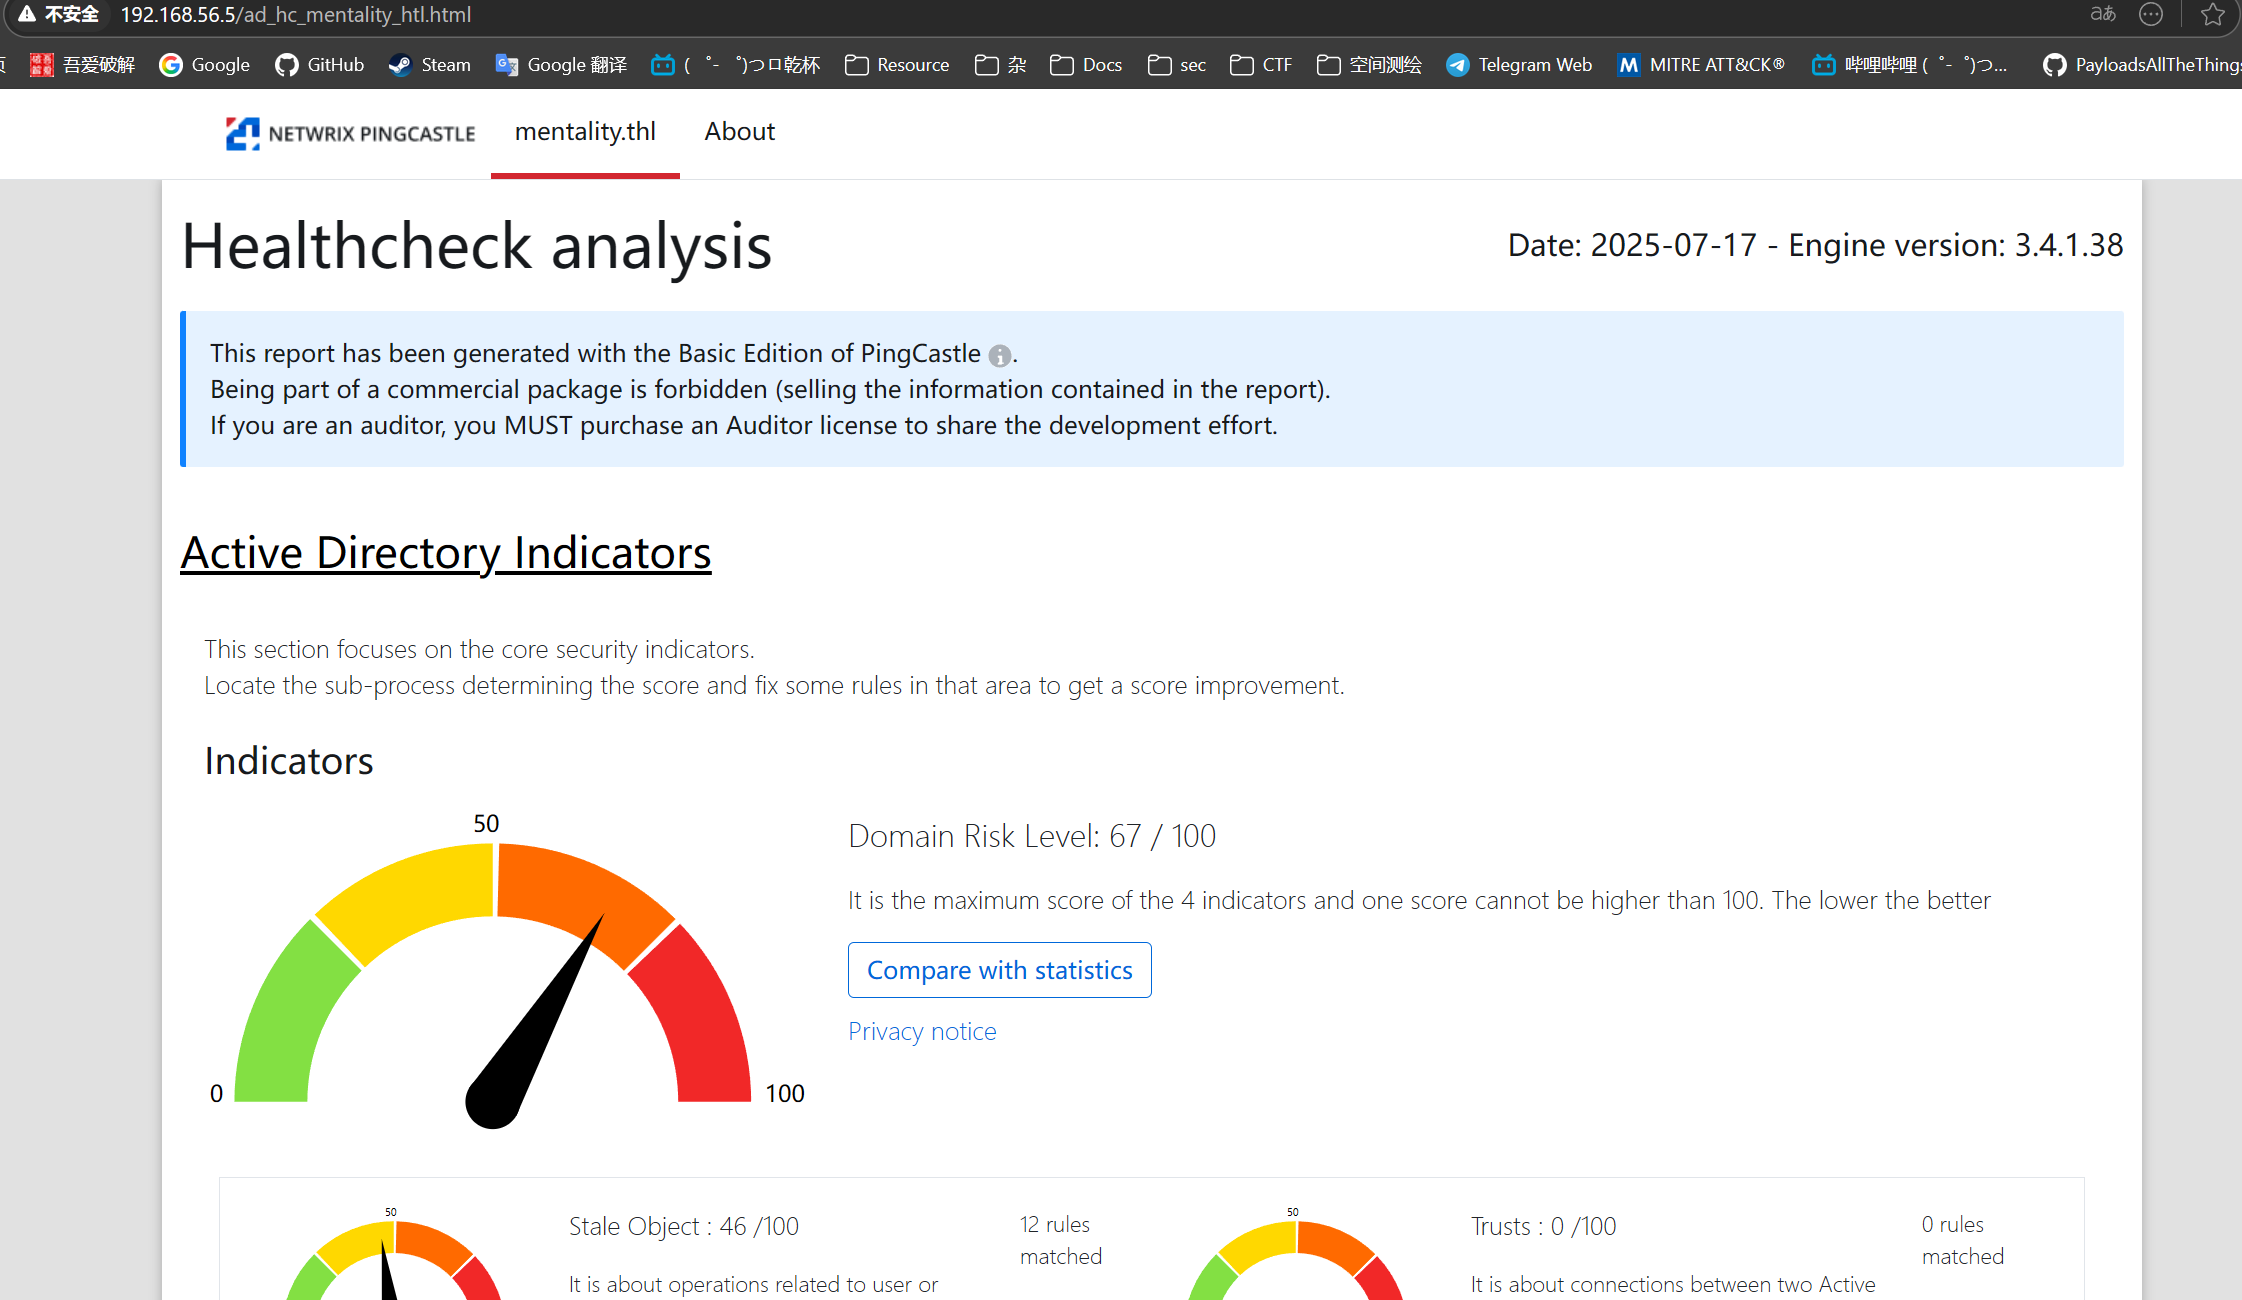 不安全 192.168.56.5/ad_hc_mentality_htl.html aあ
吾爱破解 Google GitHub Steam Google 翻译 ( ゜- ゜)つロ乾杯 Resource 杂 Docs sec CTF 空间测绘 Telegram Web MITRE ATT&CK® 哔哩哔哩 ( ゜- ゜)つ... PayloadsAllTheThings
NETWRIX PINGCASTLE mentality.thl About
Healthcheck analysis
Date: 2025-07-17 - Engine version: 3.4.1.38
This report has been generated with the Basic Edition of PingCastle.
Being part of a commercial package is forbidden (selling the information contained in the report).
If you are an auditor, you MUST purchase an Auditor license to share the development effort.
Active Directory Indicators
This section focuses on the core security indicators.
Locate the sub-process determining the score and fix some rules in that area to get a score improvement.
Indicators
50
0
100
Domain Risk Level: 67 / 100
It is the maximum score of the 4 indicators and one score cannot be higher than 100. The lower the better
Compare with statistics
Privacy notice
50
Stale Object : 46 /100
12 rules
matched
It is about operations related to user or
50
Trusts : 0 /100
0 rules
matched
It is about connections between two Active